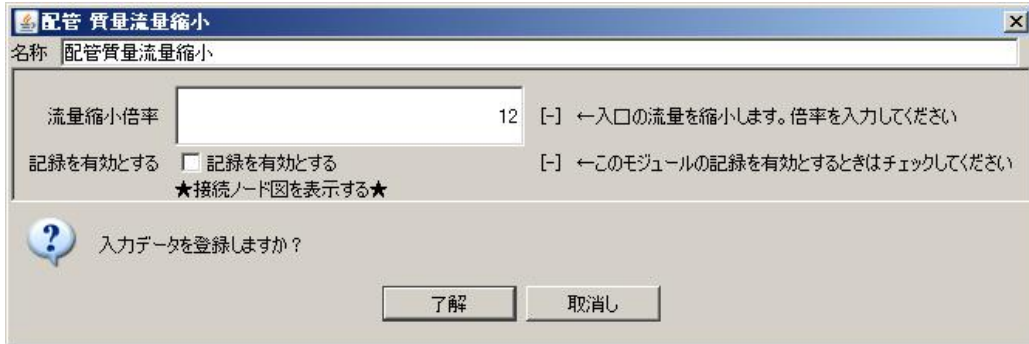 配管 質量流量縮小
名称 配管質量流量縮小
流量縮小倍率 12 [-] ←入口の流量を縮小します。倍率を入力してください
記録を有効とする 記録を有効とする [-] ←このモジュールの記録を有効とするときはチェックしてください
★接続ノード図を表示する★
入力データを登録しますか？
了解 取消し